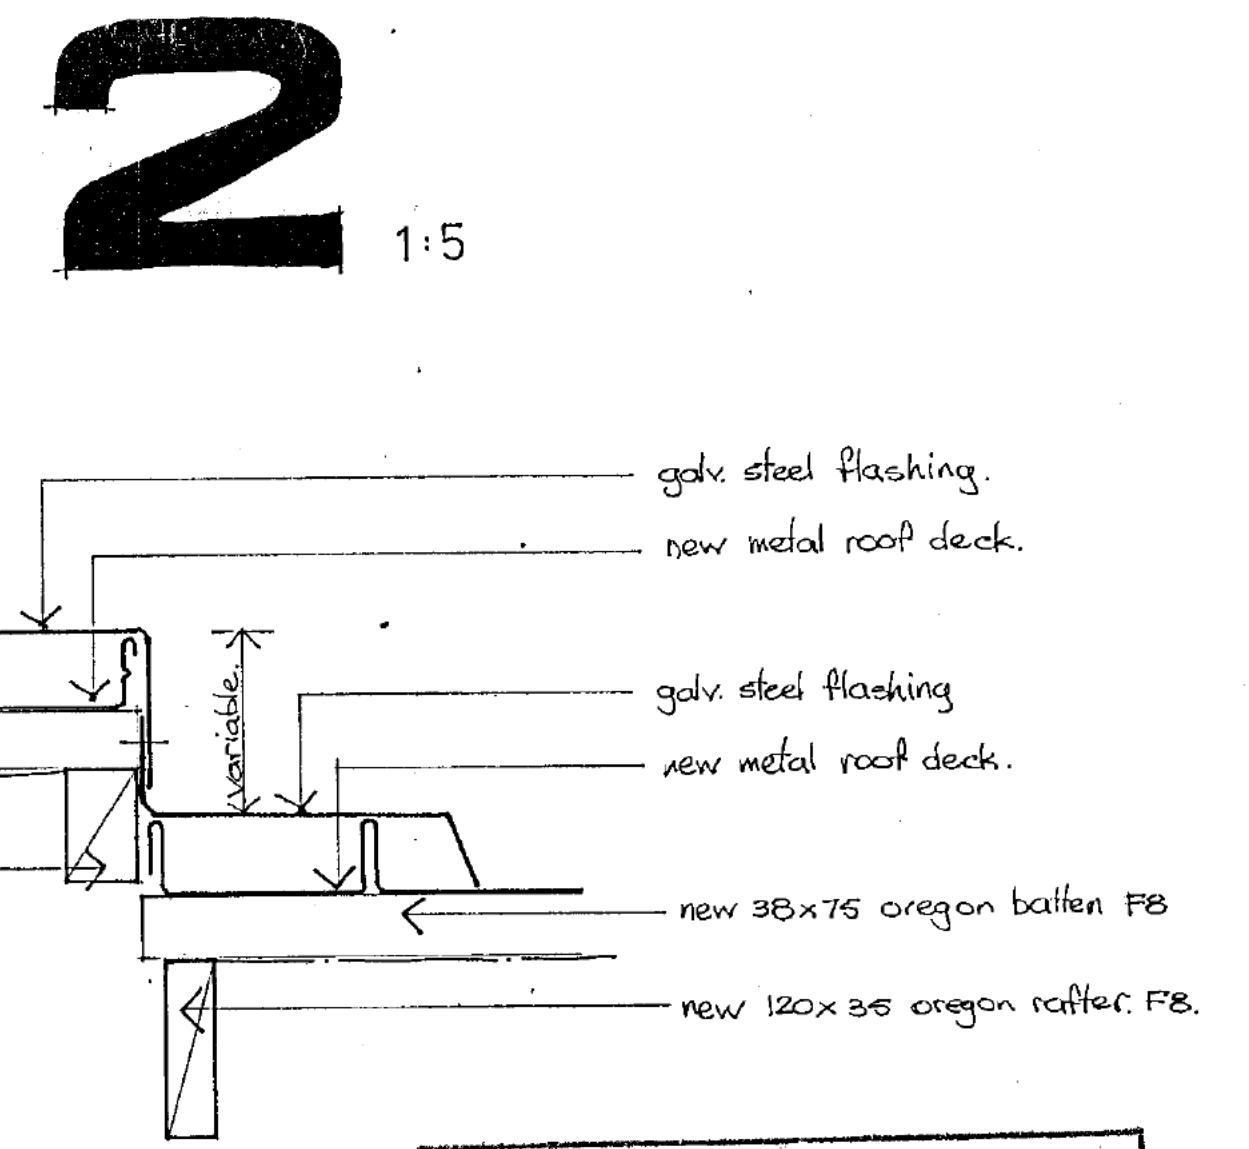 2
1:5
galv. steel flashing.
new metal roof deck.
variable.
galv. steel flashing
new metal roof deck.
new 38x75 oregon batten F8
new 120x35 oregon rafter. F8.